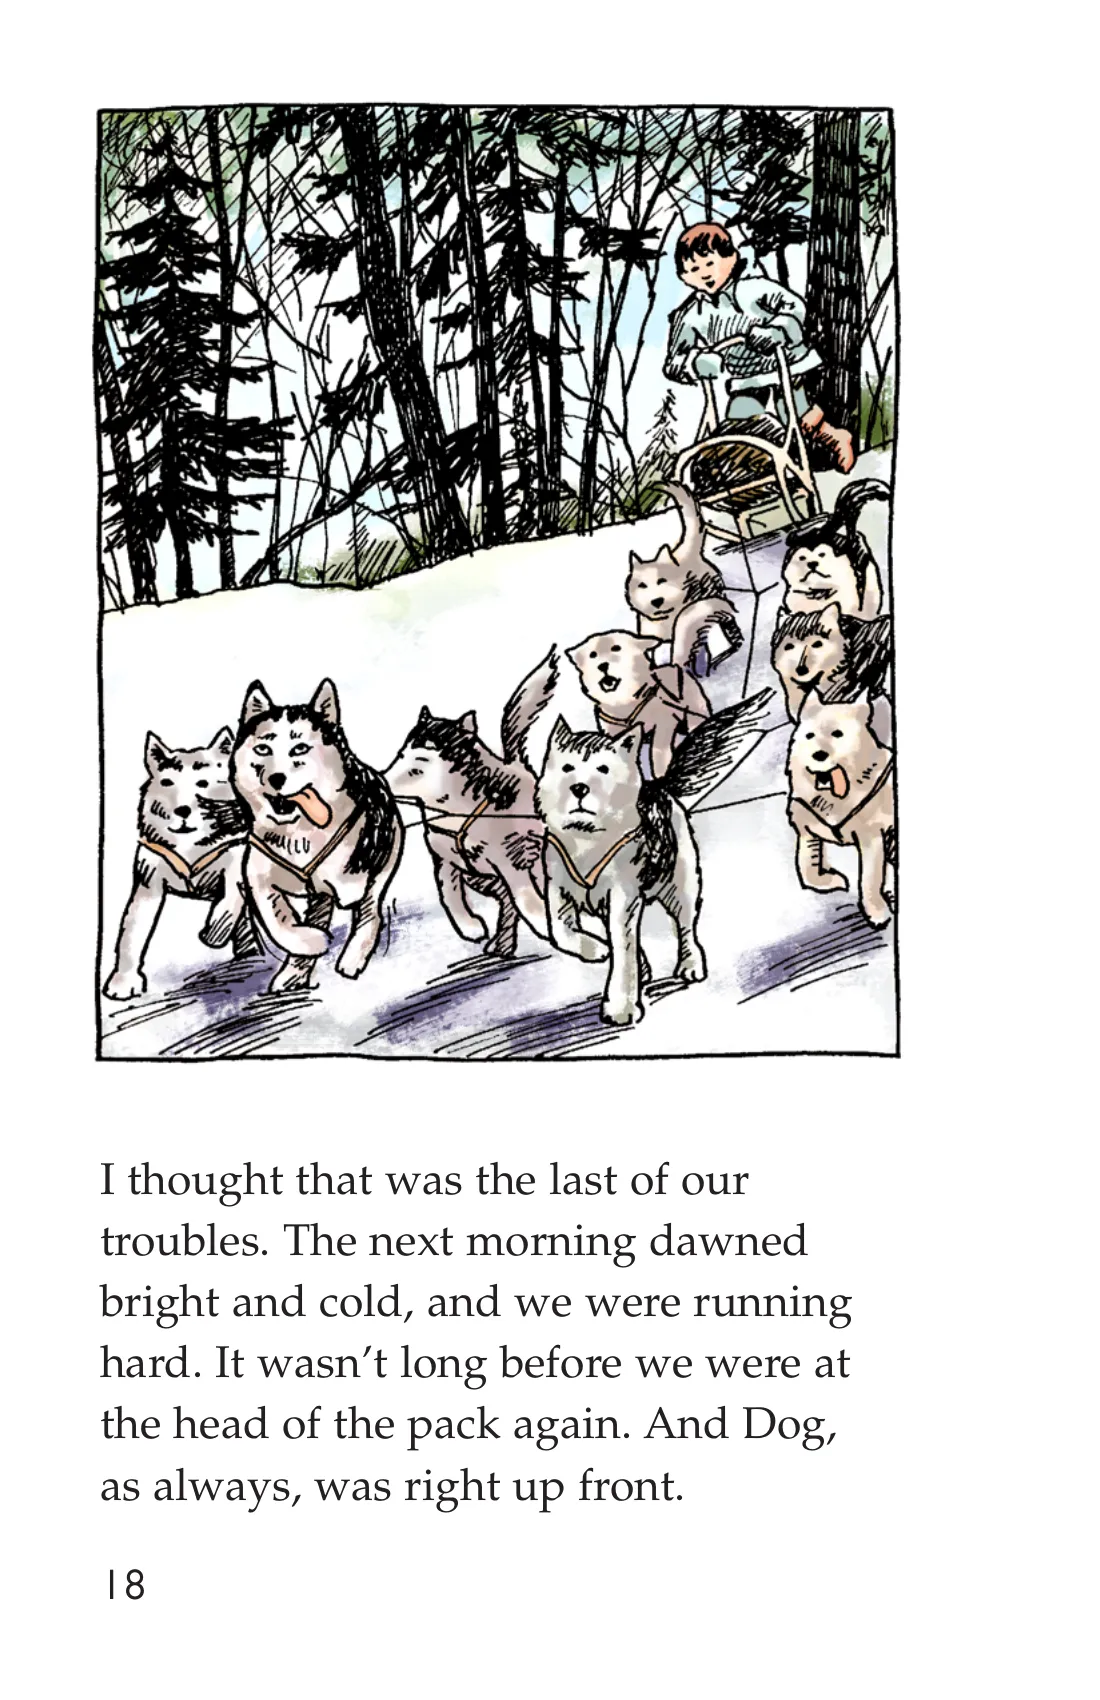 I thought that was the last of our
troubles. The next morning dawned
bright and cold, and we were running
hard. It wasn’t long before we were at
the head of the pack again. And Dog,
as always, was right up front.
18